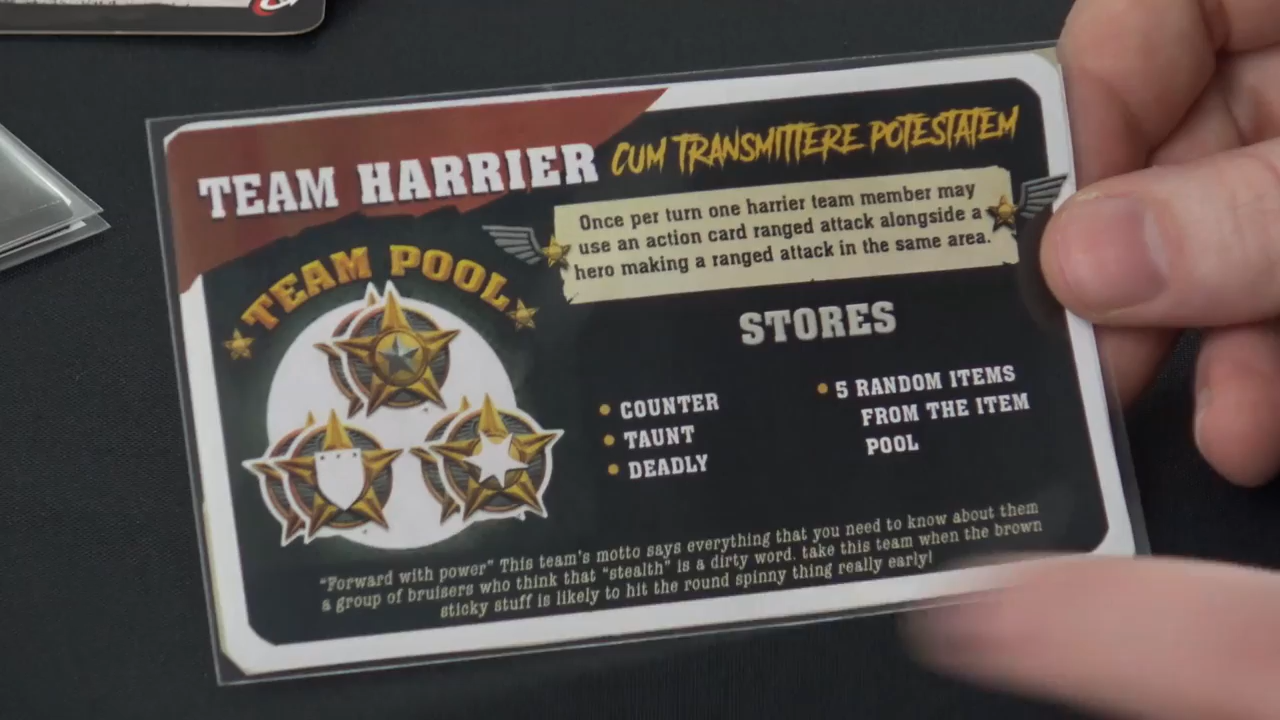 TEAM HARRIER CUM TRANSMITTERE POTESTATEM
Once per turn one harrier team member may
use an action card ranged attack alongside a
hero making a ranged attack in the same area.
TEAM POOL
STORES
COUNTER
TAUNT
DEADLY
5 RANDOM ITEMS
FROM THE ITEM
POOL
"Forward with power" This team's motto says everything that you need to know about them
a group of bruisers who think that "stealth" is a dirty word. take this team when the brown
sticky stuff is likely to hit the round spinny thing really early!